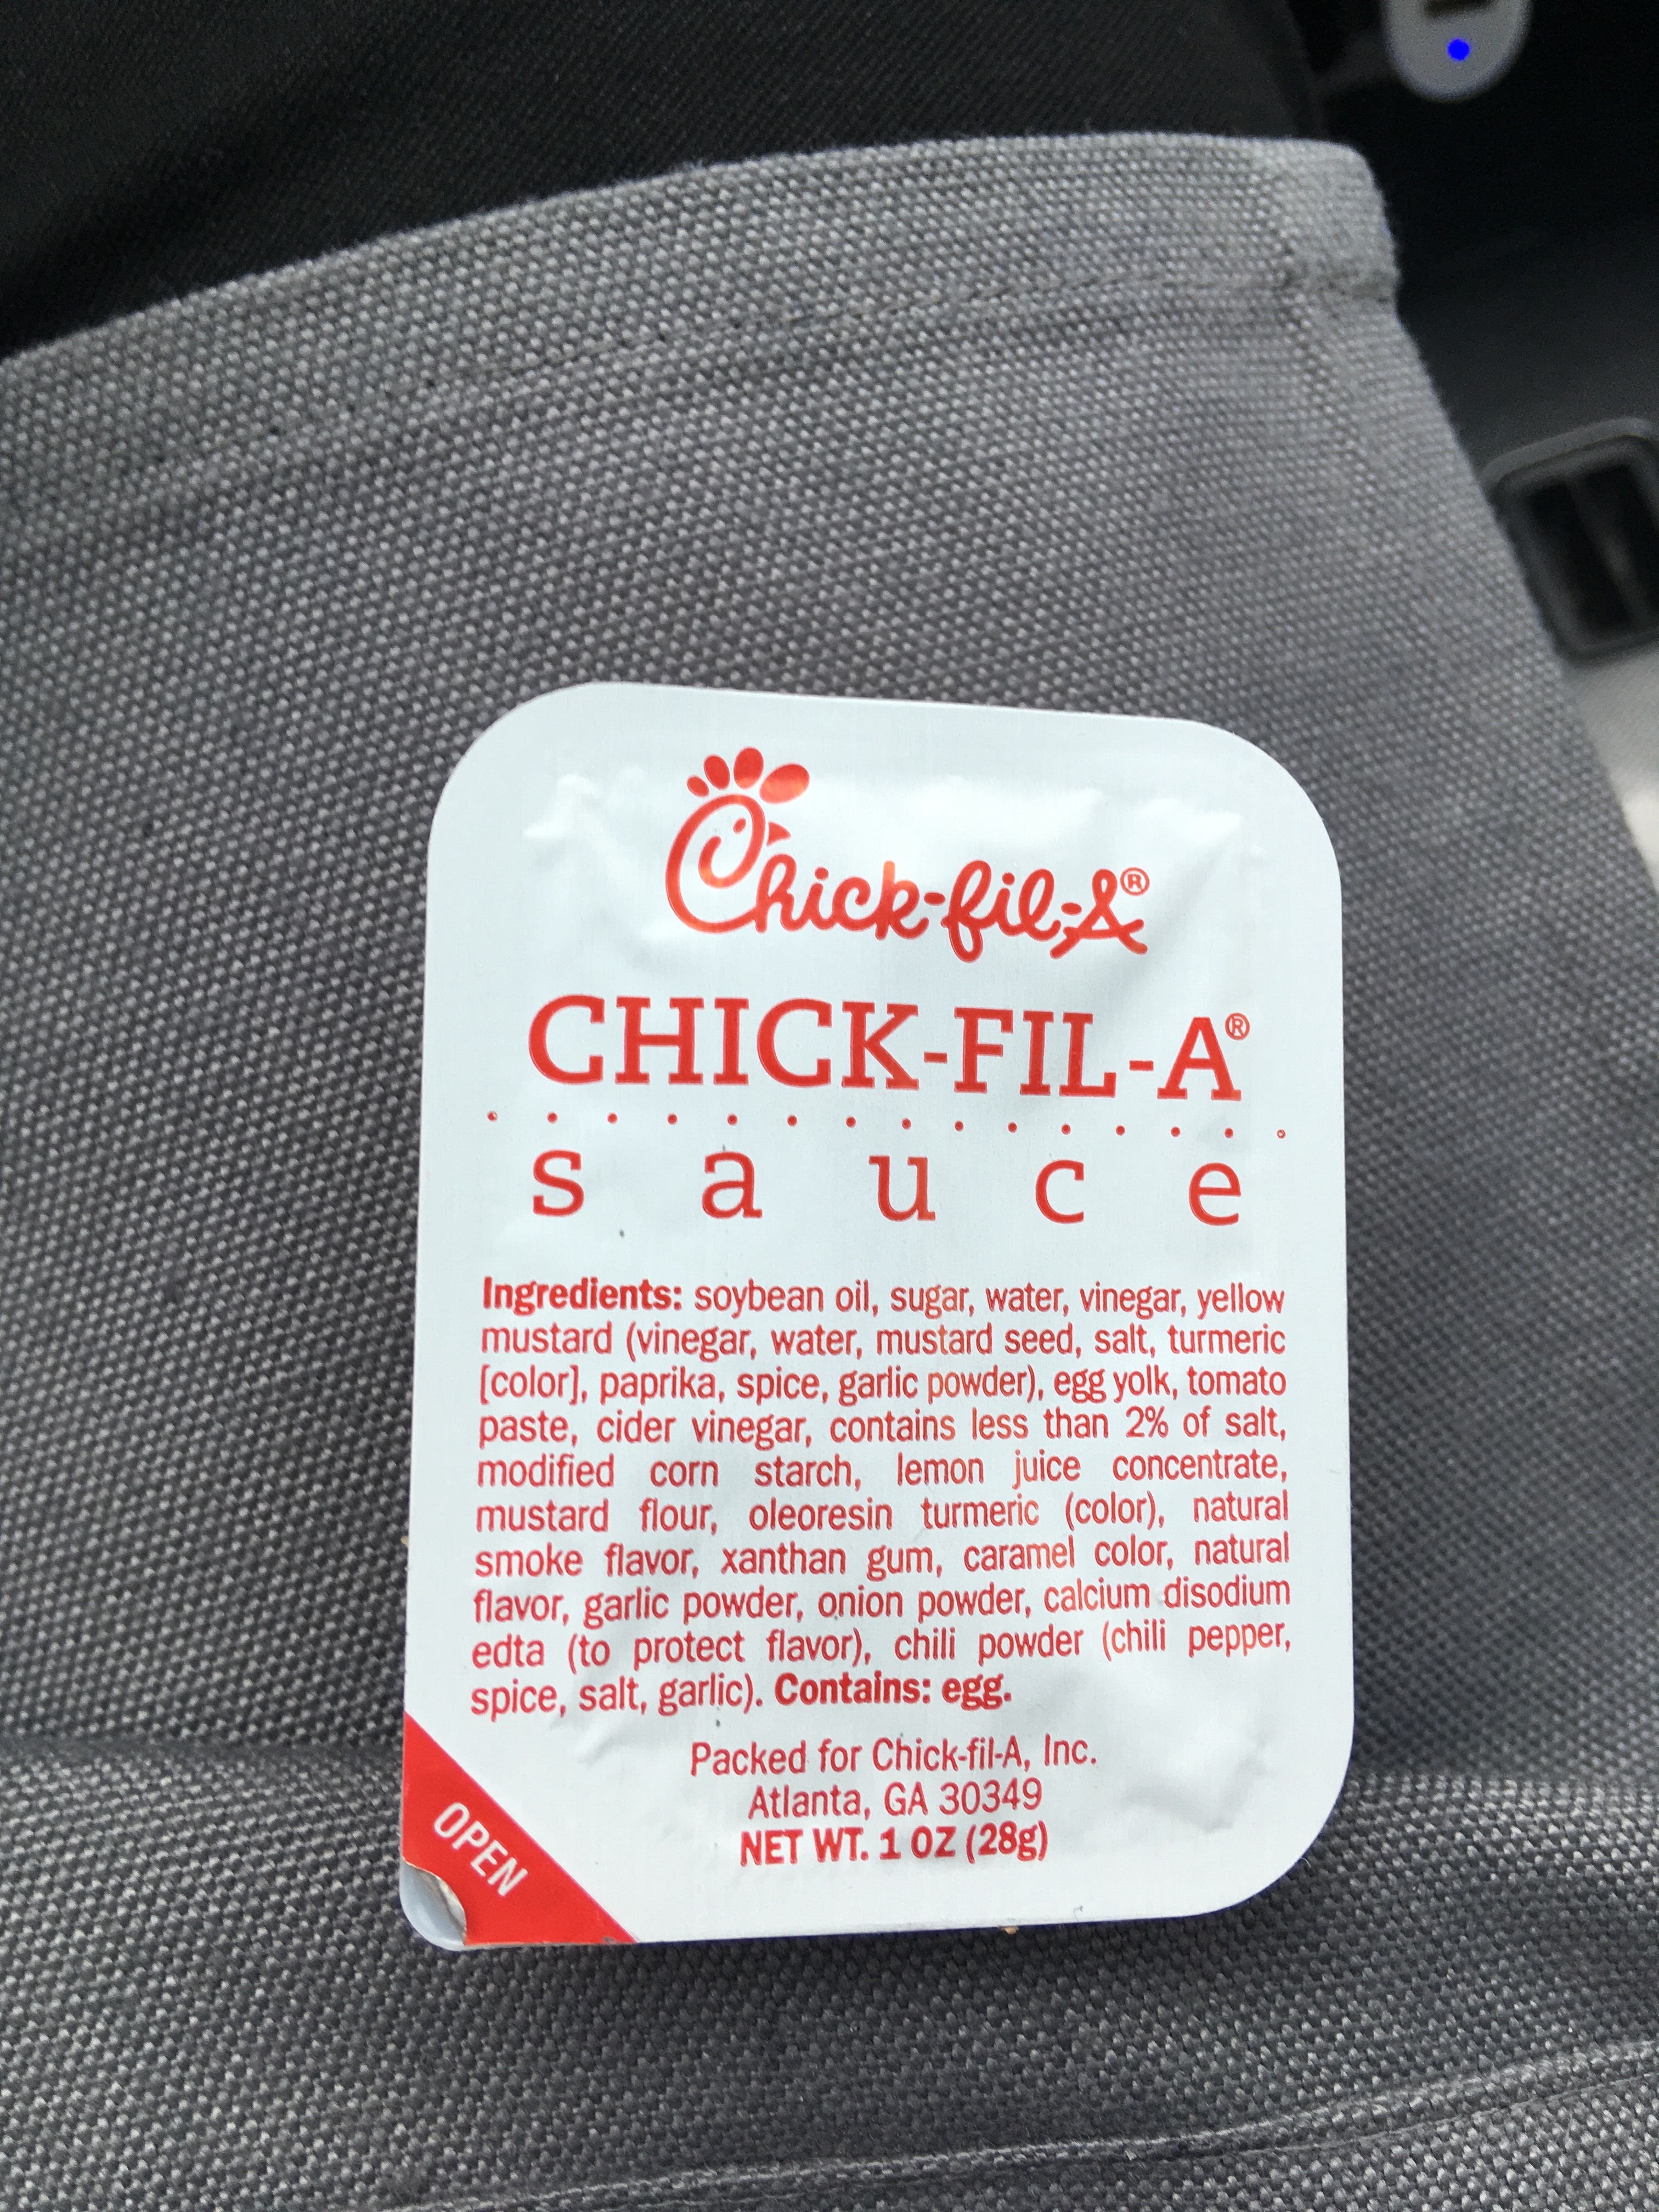 Chick-fil-A®
CHICK-FIL-A®
sauce
Ingredients: soybean oil, sugar, water, vinegar, yellow
mustard (vinegar, water, mustard seed, salt, turmeric
[color], paprika, spice, garlic powder), egg yolk, tomato
paste, cider vinegar, contains less than 2% of salt,
modified corn starch, lemon juice concentrate,
mustard flour, oleoresin turmeric (color), natural
smoke flavor, xanthan gum, caramel color, natural
flavor, garlic powder, onion powder, calcium disodium
edta (to protect flavor), chili powder (chili pepper,
spice, salt, garlic). Contains: egg.
Packed for Chick-fil-A, Inc.
Atlanta, GA 30349
NET WT. 1 OZ (28g)
OPEN